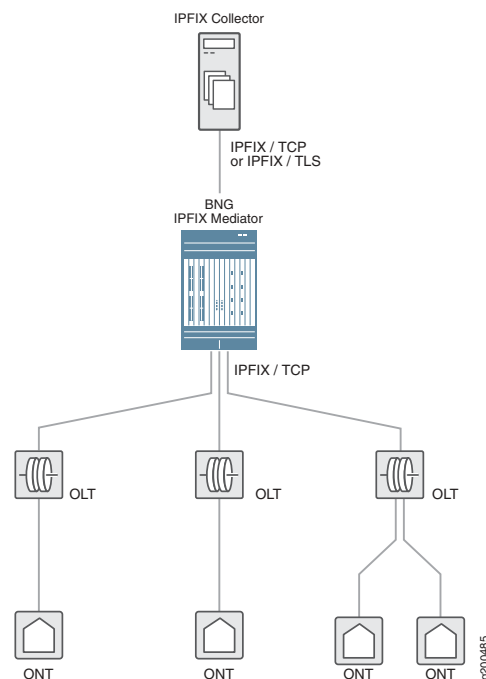 IPFIX Collector
IPFIX / TCP
or IPFIX / TLS
BNG
IPFIX Mediator
IPFIX / TCP
OLT
OLT
OLT
ONT
ONT
ONT
ONT
g200485